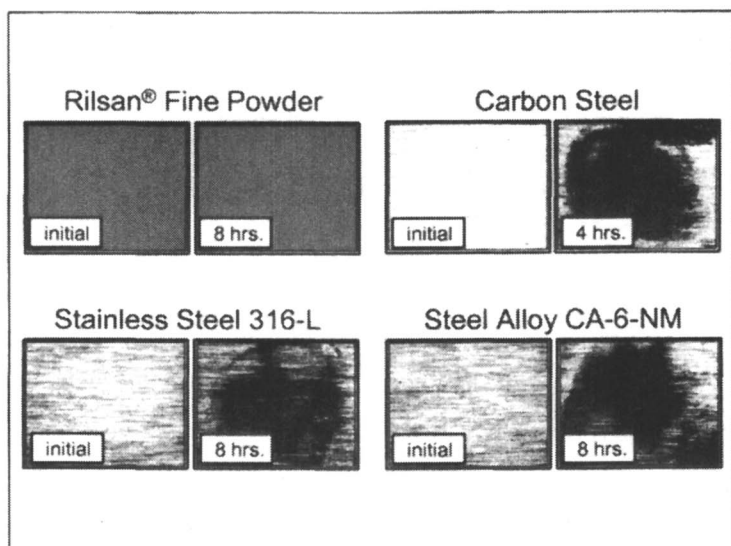 Rilsan® Fine Powder
Carbon Steel
initial
8 hrs.
initial
4 hrs.
Stainless Steel 316-L
Steel Alloy CA-6-NM
initial
8 hrs.
initial
8 hrs.